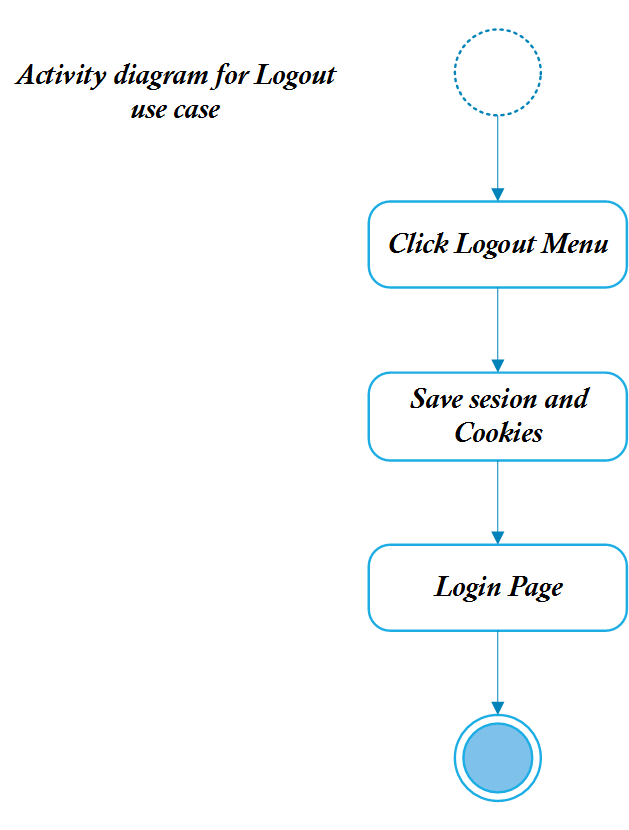 Activity diagram for Logout
use case
Click Logout Menu
Save sesion and
Cookies
Login Page